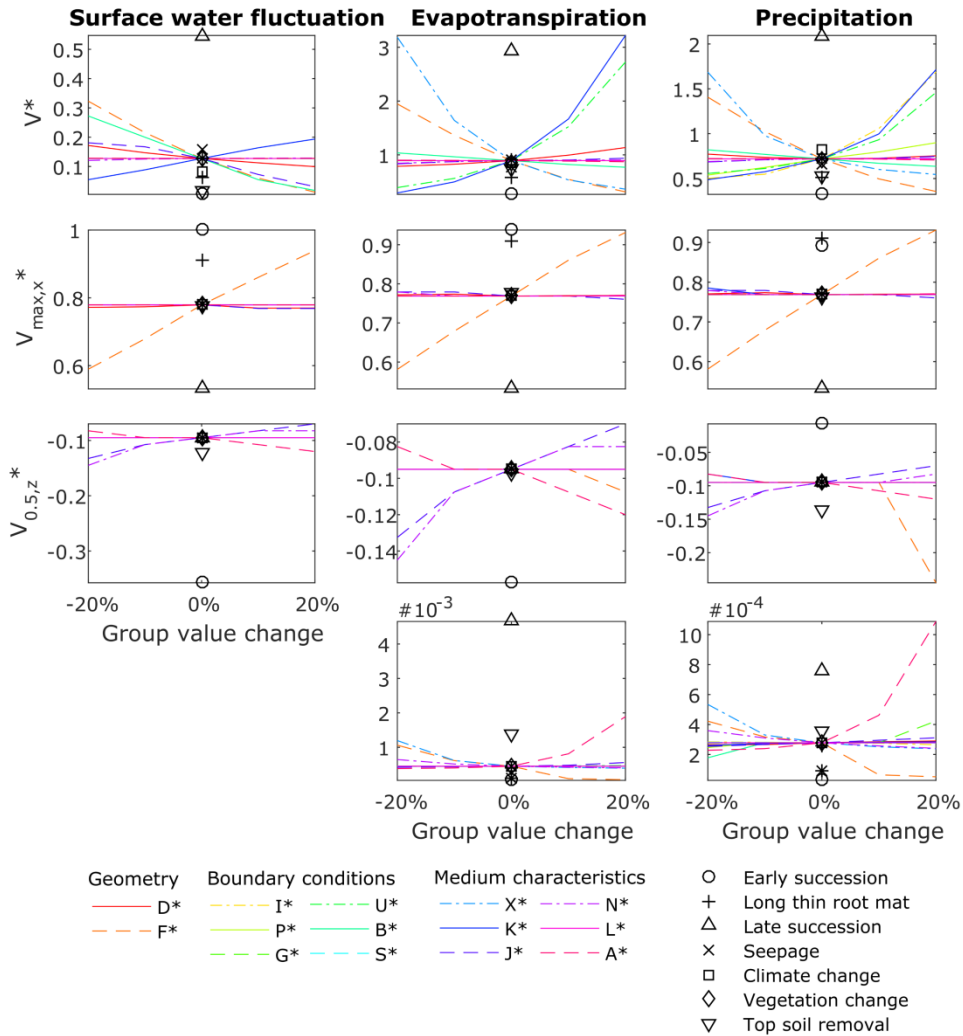 Surface water fluctuation Evapotranspiration Precipitation
V*
0.5
0.4
0.3
0.2
0.1
3
2
1
2
1.5
1
0.5
V max,x *
1
0.8
0.6
0.9
0.8
0.7
0.6
0.9
0.8
0.7
0.6
V 0.5,z *
-0.1
-0.2
-0.3
-0.08
-0.1
-0.12
-0.14
-0.05
-0.1
-0.15
-0.2
-20% 0% 20%
Group value change
#10 -3
4
3
2
1
-20% 0% 20%
Group value change
#10 -4
10
8
6
4
2
-20% 0% 20%
Group value change
Geometry
D*
F*
Boundary conditions
I* U*
P* B*
G* S*
Medium characteristics
X* N*
K* L*
J* A*
Early succession
Long thin root mat
Late succession
Seepage
Climate change
Vegetation change
Top soil removal